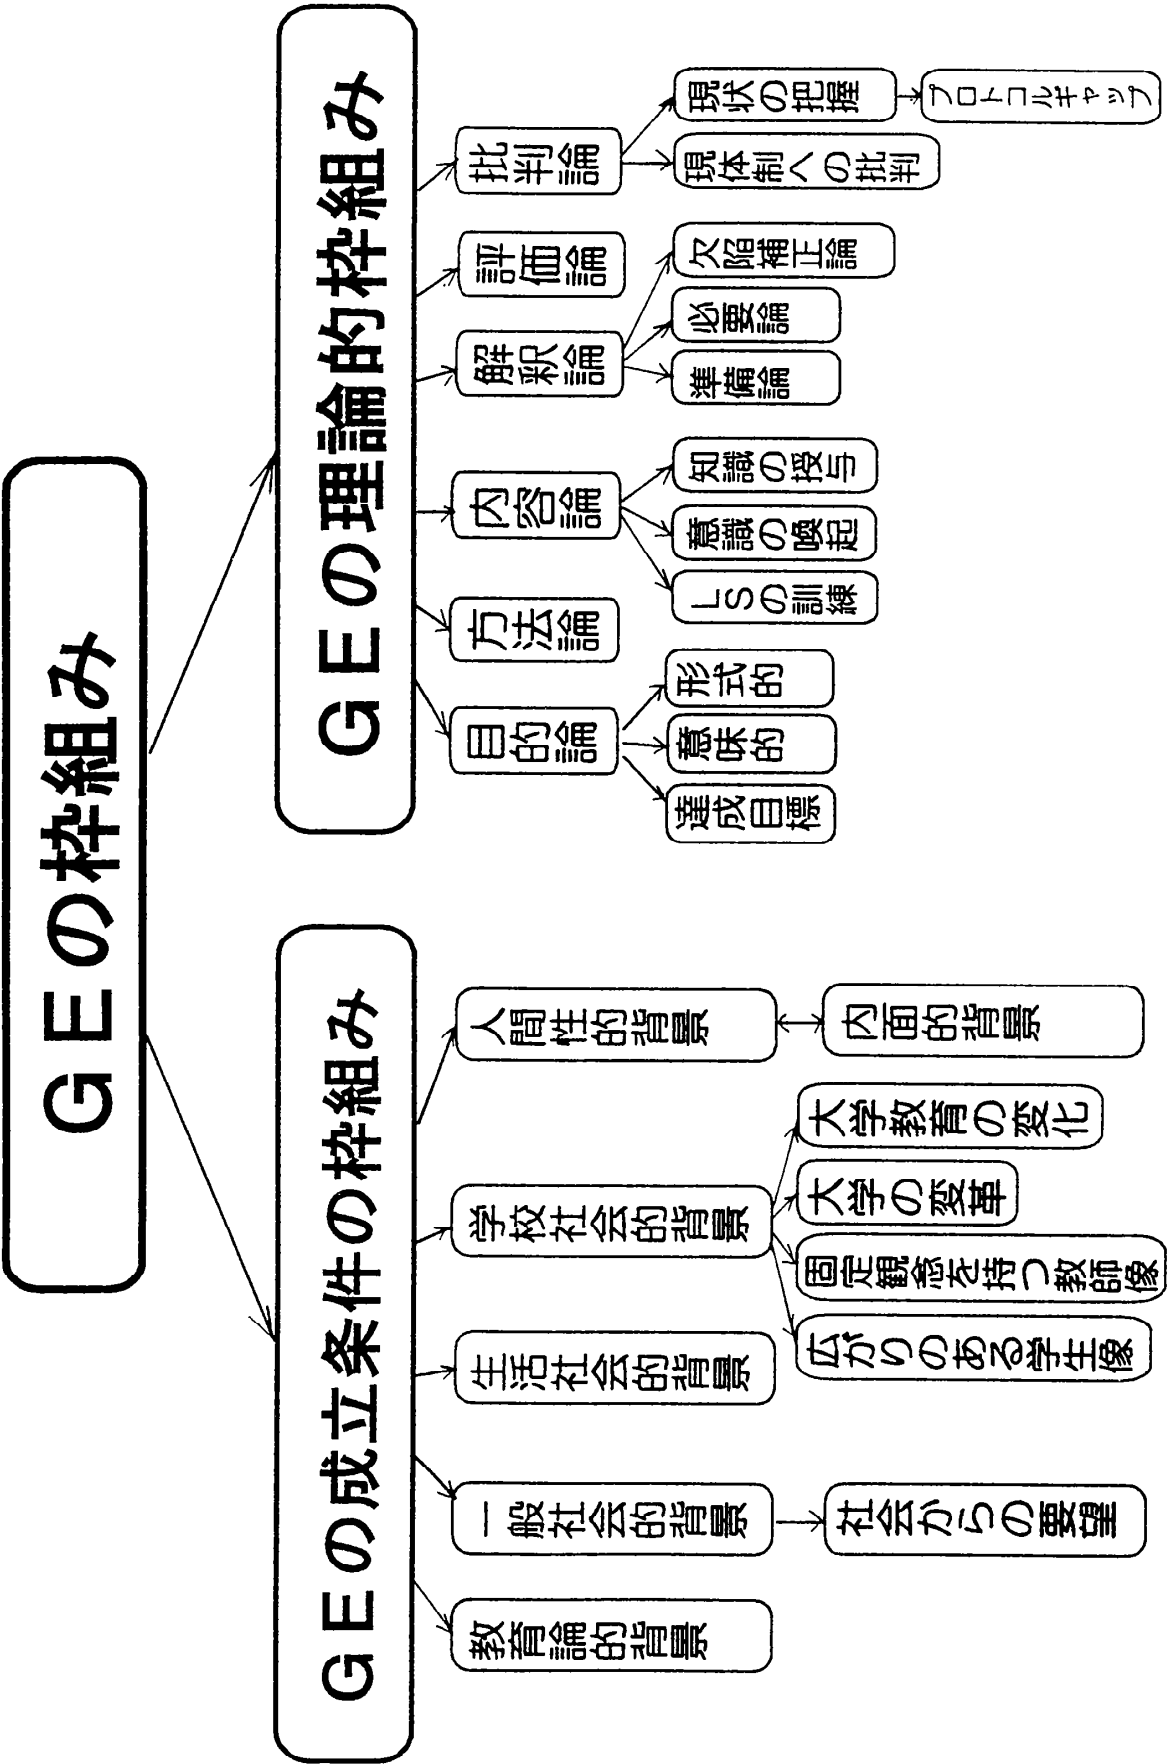 GEの枠組み
GEの成立条件の枠組み
GEの理論的枠組み
教育論的背景
一般社会的背景
生活社会的背景
学校社会的背景
人間性的背景
目的論
方法論
内容論
解釈論
評価論
批判論
社会からの要望
広がりのある学生像
固定観念を持つ教師像
大学の変革
大学教育の変化
内面的背景
達成目標
意味的
形式的
LSの訓練
意識の喚起
知識の授与
準備論
必要論
欠陥補正論
現体制への批判
現状の把握
プロトコルギャップ